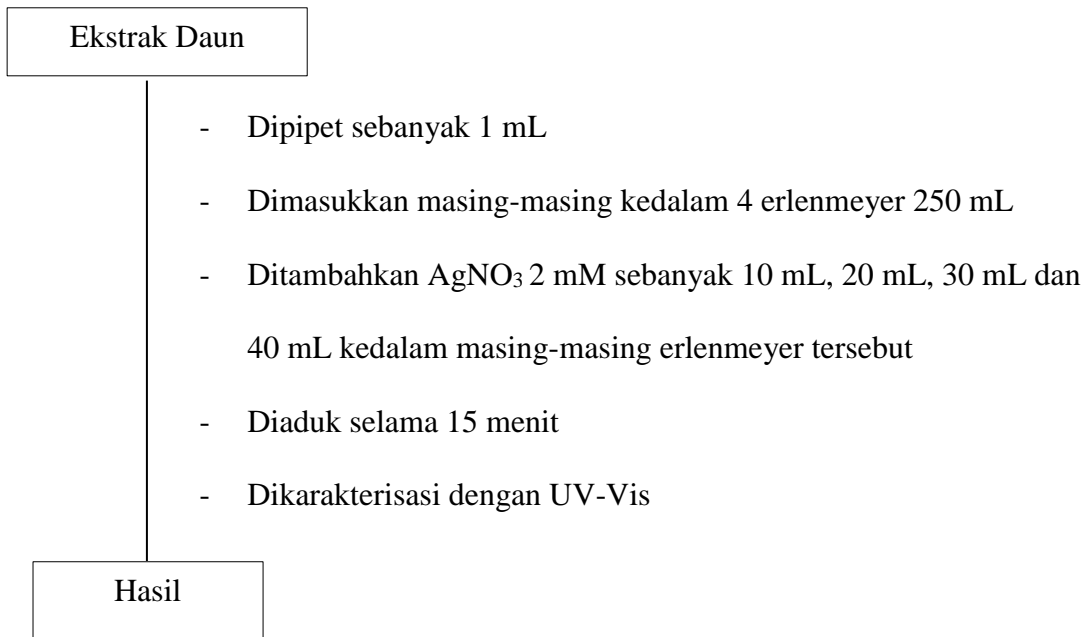 Ekstrak Daun
- Dipipet sebanyak 1 mL
- Dimasukkan masing-masing kedalam 4 erlenmeyer 250 mL
- Ditambahkan AgNO₃ 2 mM sebanyak 10 mL, 20 mL, 30 mL dan
40 mL kedalam masing-masing erlenmeyer tersebut
- Diaduk selama 15 menit
- Dikarakterisasi dengan UV-Vis
Hasil